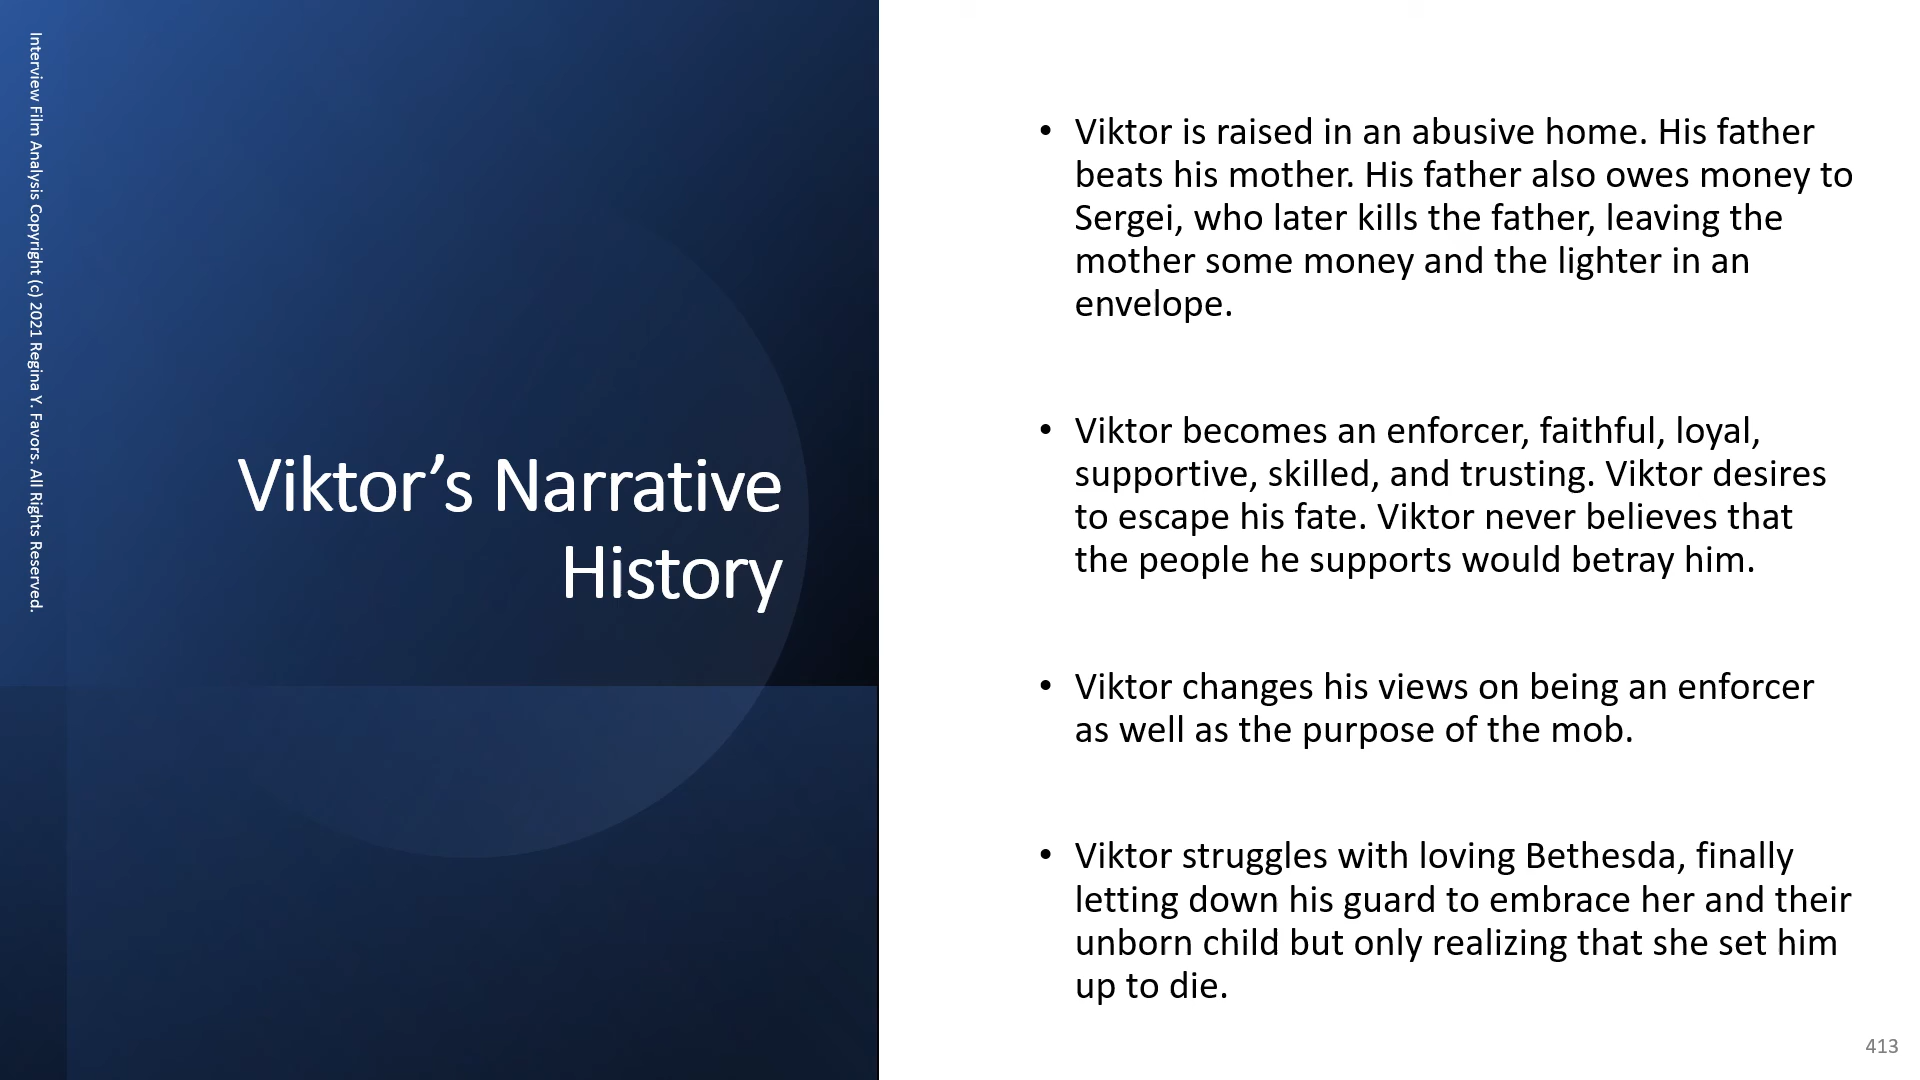 Interview Film Analysis Copyright (c) 2021 Regina Y. Favors. All Rights Reserved.
Viktor’s Narrative
History
• Viktor is raised in an abusive home. His father
beats his mother. His father also owes money to
Sergei, who later kills the father, leaving the
mother some money and the lighter in an
envelope.
• Viktor becomes an enforcer, faithful, loyal,
supportive, skilled, and trusting. Viktor desires
to escape his fate. Viktor never believes that
the people he supports would betray him.
• Viktor changes his views on being an enforcer
as well as the purpose of the mob.
• Viktor struggles with loving Bethesda, finally
letting down his guard to embrace her and their
unborn child but only realizing that she set him
up to die.
413